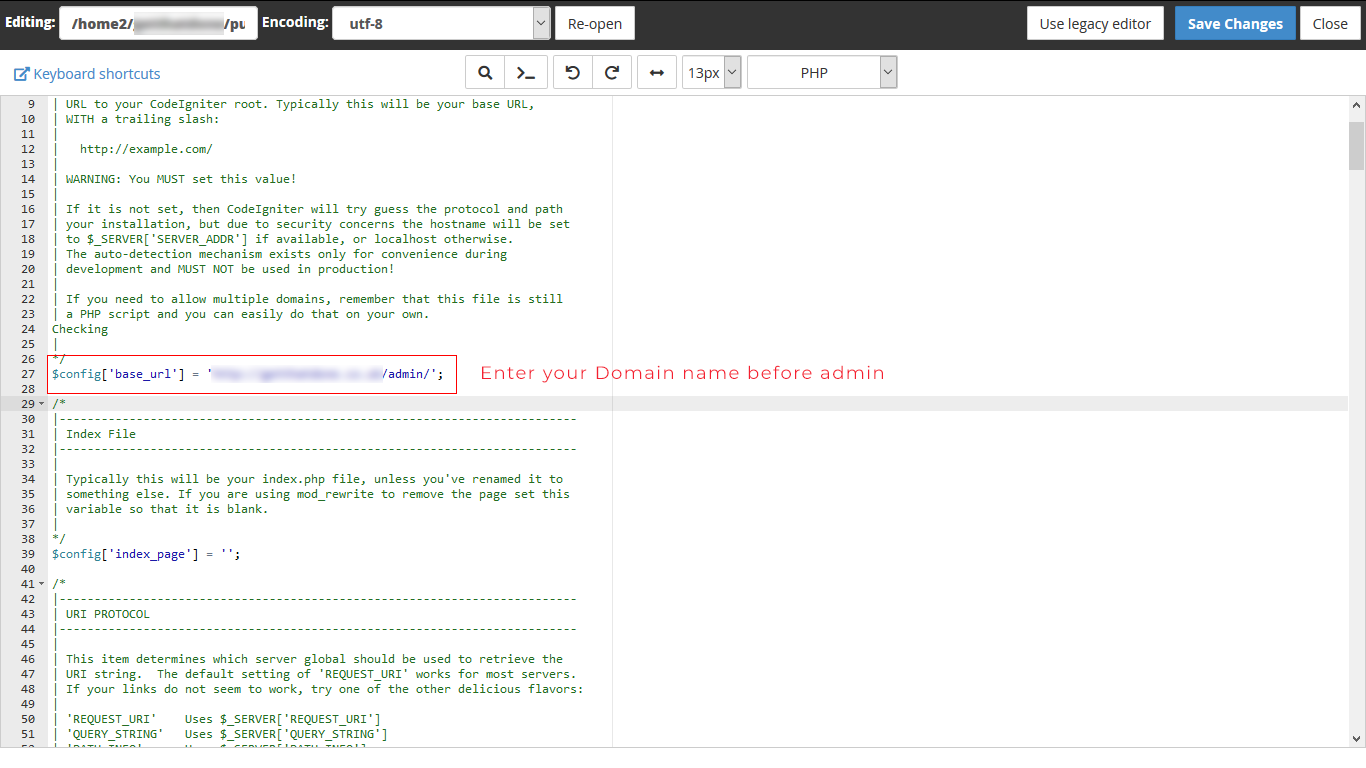 Editing: /home2/ /pu Encoding: utf-8 Re-open Use legacy editor Save Changes Close
Keyboard shortcuts 13px PHP
9 | URL to your CodeIgniter root. Typically this will be your base URL,
10 | WITH a trailing slash:
11 |
12 | http://example.com/
13 |
14 | WARNING: You MUST set this value!
15 |
16 | If it is not set, then CodeIgniter will try guess the protocol and path
17 | your installation, but due to security concerns the hostname will be set
18 | to $_SERVER['SERVER_ADDR'] if available, or localhost otherwise.
19 | The auto-detection mechanism exists only for convenience during
20 | development and MUST NOT be used in production!
21 |
22 | If you need to allow multiple domains, remember that this file is still
23 | a PHP script and you can easily do that on your own.
24 Checking
25 |
26 */
27 $config['base_url'] = ' /admin/'; Enter your Domain name before admin
28
29 /*
30 |--------------------------------------------------------------------------
31 | Index File
32 |--------------------------------------------------------------------------
33 |
34 | Typically this will be your index.php file, unless you've renamed it to
35 | something else. If you are using mod_rewrite to remove the page set this
36 | variable so that it is blank.
37 |
38 */
39 $config['index_page'] = '';
40
41 /*
42 |--------------------------------------------------------------------------
43 | URI PROTOCOL
44 |--------------------------------------------------------------------------
45 |
46 | This item determines which server global should be used to retrieve the
47 | URI string.  The default setting of 'REQUEST_URI' works for most servers.
48 | If your links do not seem to work, try one of the other delicious flavors:
49 |
50 | 'REQUEST_URI'    Uses $_SERVER['REQUEST_URI']
51 | 'QUERY_STRING'   Uses $_SERVER['QUERY_STRING']